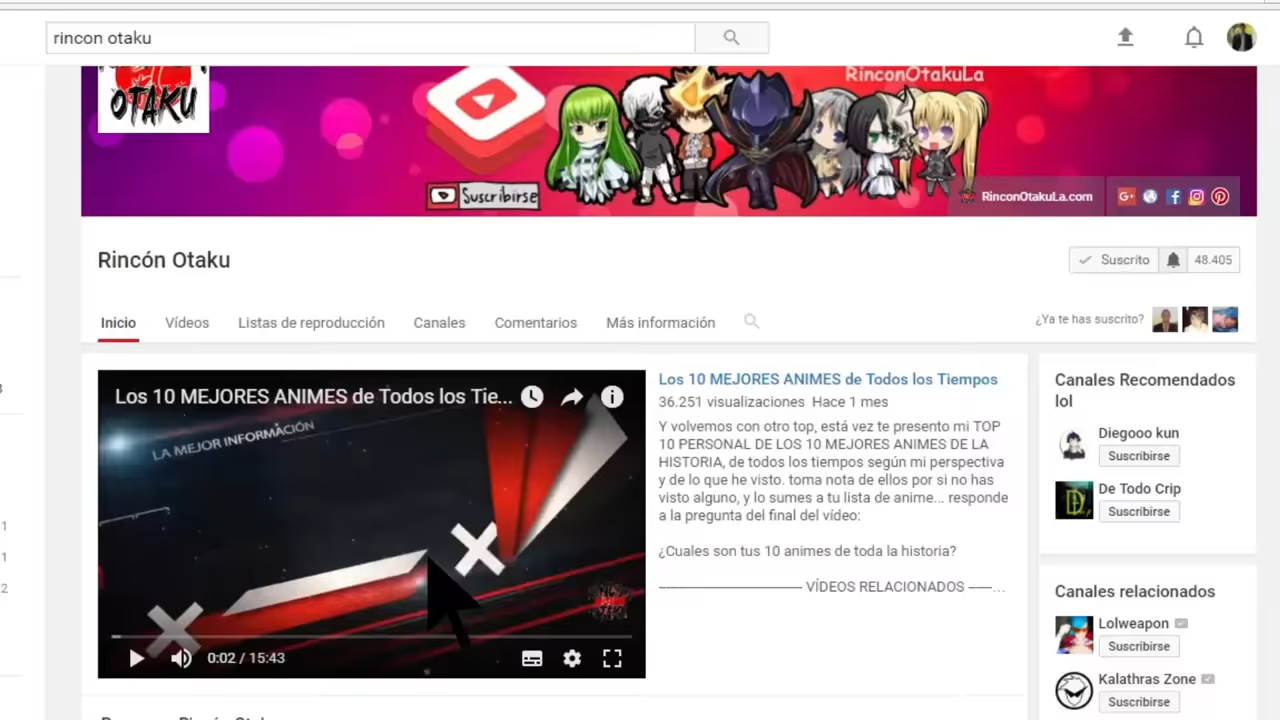 rincon otaku
OTAKU
RinconOtakuLa
Suscribirse
RinconOtakuLa.com
G+
Rincón Otaku
Suscrito
48.405
Inicio
Vídeos
Listas de reproducción
Canales
Comentarios
Más información
¿Ya te has suscrito?
Los 10 MEJORES ANIMES de Todos los Tie...
LA MEJOR INFORMACIÓN
0:02 / 15:43
Los 10 MEJORES ANIMES de Todos los Tiempos
36.251 visualizaciones Hace 1 mes
Y volvemos con otro top, está vez te presento mi TOP
10 PERSONAL DE LOS 10 MEJORES ANIMES DE LA
HISTORIA, de todos los tiempos según mi perspectiva
y de lo que he visto. toma nota de ellos por si no has
visto alguno, y lo sumes a tu lista de anime... responde
a la pregunta del final del vídeo:
¿Cuales son tus 10 animes de toda la historia?
—————————— VÍDEOS RELACIONADOS ——...
Canales Recomendados
lol
Diegooo kun
Suscribirse
De Todo Crip
Suscribirse
Canales relacionados
Lolweapon
Suscribirse
Kalathras Zone
Suscribirse
1
1
2